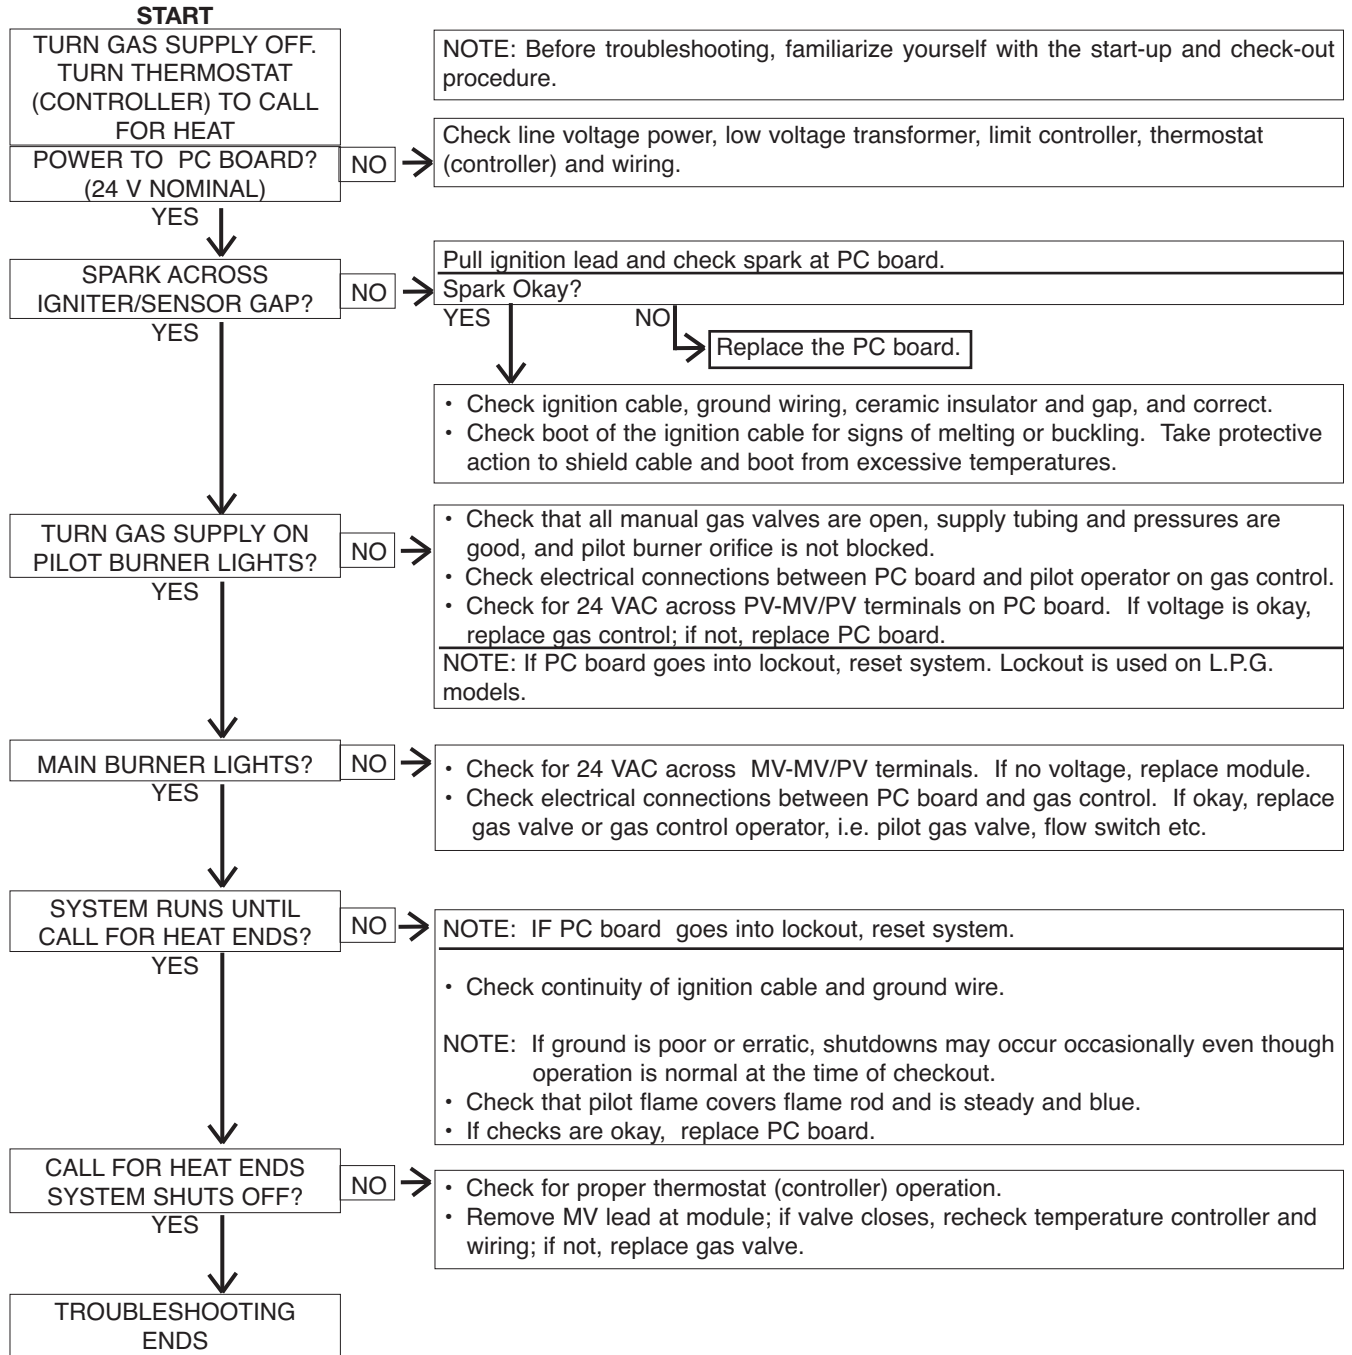 START
TURN GAS SUPPLY OFF.
TURN THERMOSTAT
(CONTROLLER) TO CALL
FOR HEAT
NOTE: Before troubleshooting, familiarize yourself with the start-up and check-out
procedure.
POWER TO PC BOARD?
(24 V NOMINAL)
NO
Check line voltage power, low voltage transformer, limit controller, thermostat
(controller) and wiring.
YES
SPARK ACROSS
IGNITER/SENSOR GAP?
NO
Pull ignition lead and check spark at PC board.
Spark Okay?
YES
NO
Replace the PC board.
• Check ignition cable, ground wiring, ceramic insulator and gap, and correct.
• Check boot of the ignition cable for signs of melting or buckling. Take protective
action to shield cable and boot from excessive temperatures.
YES
TURN GAS SUPPLY ON
PILOT BURNER LIGHTS?
NO
• Check that all manual gas valves are open, supply tubing and pressures are
good, and pilot burner orifice is not blocked.
• Check electrical connections between PC board and pilot operator on gas control.
• Check for 24 VAC across PV-MV/PV terminals on PC board. If voltage is okay,
replace gas control; if not, replace PC board.
NOTE: If PC board goes into lockout, reset system. Lockout is used on L.P.G.
models.
YES
MAIN BURNER LIGHTS?
NO
• Check for 24 VAC across MV-MV/PV terminals. If no voltage, replace module.
• Check electrical connections between PC board and gas control. If okay, replace
gas valve or gas control operator, i.e. pilot gas valve, flow switch etc.
YES
SYSTEM RUNS UNTIL
CALL FOR HEAT ENDS?
NO
NOTE: IF PC board goes into lockout, reset system.
• Check continuity of ignition cable and ground wire.
NOTE: If ground is poor or erratic, shutdowns may occur occasionally even though
operation is normal at the time of checkout.
• Check that pilot flame covers flame rod and is steady and blue.
• If checks are okay, replace PC board.
YES
CALL FOR HEAT ENDS
SYSTEM SHUTS OFF?
NO
• Check for proper thermostat (controller) operation.
• Remove MV lead at module; if valve closes, recheck temperature controller and
wiring; if not, replace gas valve.
YES
TROUBLESHOOTING
ENDS